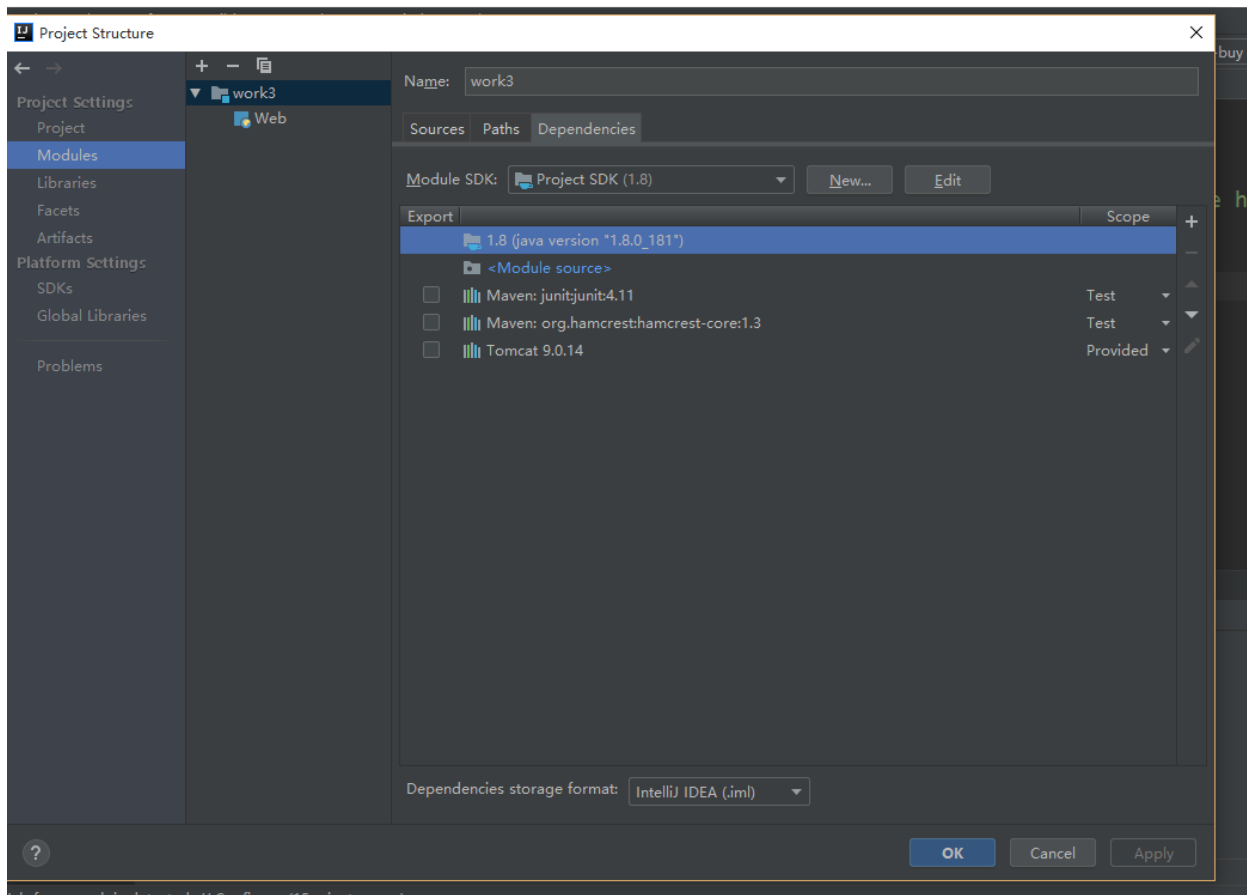 Project Structure
buy
Project Settings
Project
Modules
Libraries
Facets
Artifacts
Platform Settings
SDKs
Global Libraries
Problems
work3
Web
Name: work3
Sources Paths Dependencies
Module SDK: Project SDK (1.8) New... Edit
Export Scope
1.8 (java version "1.8.0_181")
<Module source>
Maven: junit:junit:4.11 Test
Maven: org.hamcrest:hamcrest-core:1.3 Test
Tomcat 9.0.14 Provided
Dependencies storage format: IntelliJ IDEA (.iml)
? OK Cancel Apply